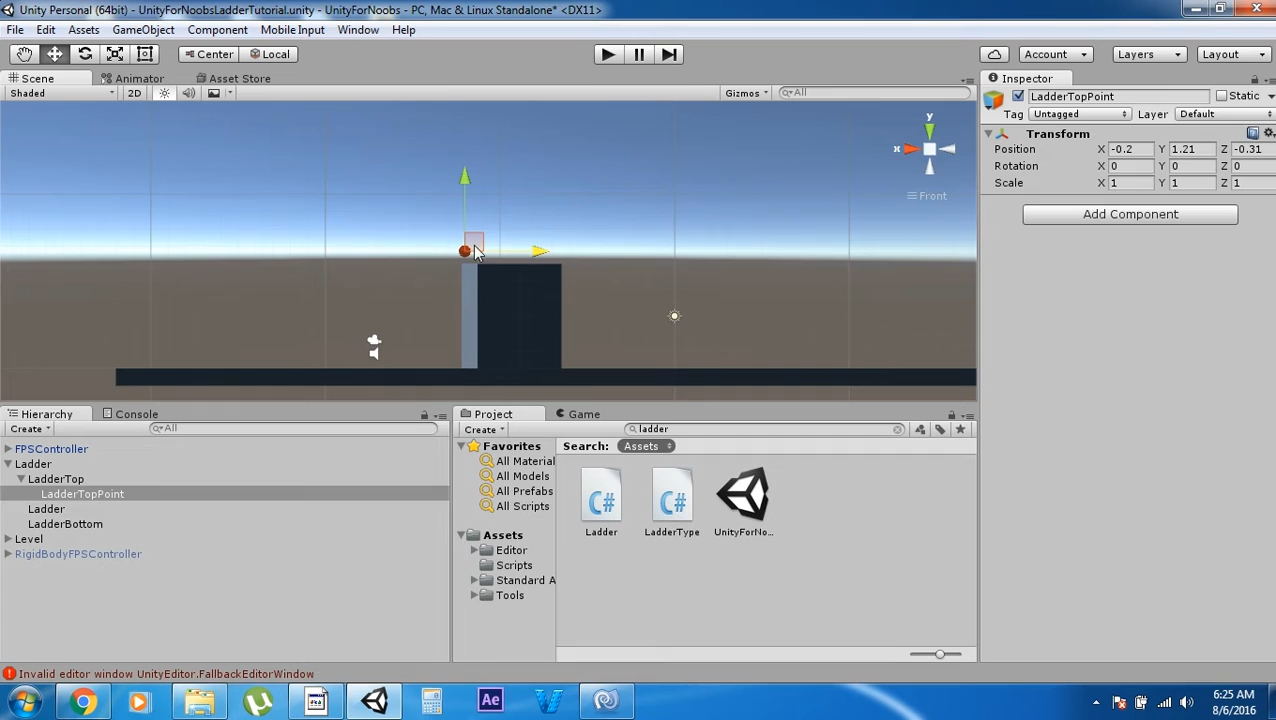 Unity Personal (64bit) - UnityForNoobsLadderTutorial.unity - UnityForNoobs - PC, Mac & Linux Standalone* <DX11>
File Edit Assets GameObject Component Mobile Input Window Help
Center Local Account Layers Layout
Scene Animator Asset Store
Shaded 2D Gizmos All
y
x
Front
Inspector
LadderTopPoint Static
Tag Untagged Layer Default
Transform
Position X -0.2 Y 1.21 Z -0.31
Rotation X 0 Y 0 Z 0
Scale X 1 Y 1 Z 1
Add Component
Hierarchy Console
Create All
FPSController
Ladder
LadderTop
LadderTopPoint
Ladder
LadderBottom
Level
RigidBodyFPSController
Project Game
Create ladder
Favorites
All Material
All Models
All Prefabs
All Scripts
Assets
Editor
Scripts
Standard A
Tools
Search: Assets
C# C#
Ladder LadderType UnityForNo...
Invalid editor window UnityEditor.FallbackEditorWindow
Ae
6:25 AM
8/6/2016